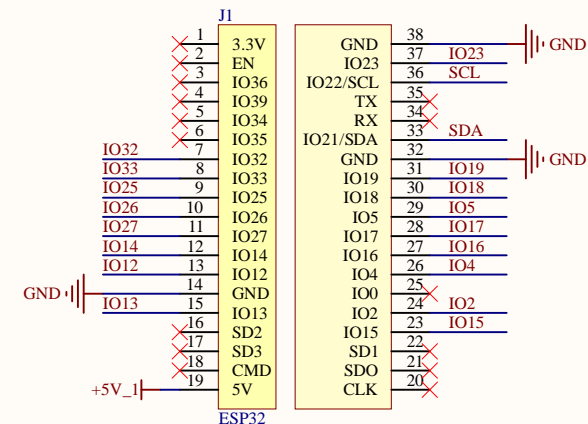 J1
1 3.3V GND 38 GND
2 EN IO23 37 IO23
3 IO36 IO22/SCL 36 SCL
4 IO39 TX 35
5 IO34 RX 34
6 IO35 IO21/SDA 33 SDA
IO32 7 IO32 GND 32 GND
IO33 8 IO33 IO19 31 IO19
IO25 9 IO25 IO18 30 IO18
IO26 10 IO26 IO5 29 IO5
IO27 11 IO27 IO17 28 IO17
IO14 12 IO14 IO16 27 IO16
IO12 13 IO12 IO4 26 IO4
GND 14 GND IO0 25
IO13 15 IO13 IO2 24 IO2
16 SD2 IO15 23 IO15
17 SD3 SD1 22
18 CMD SDO 21
+5V_1 19 5V CLK 20
ESP32